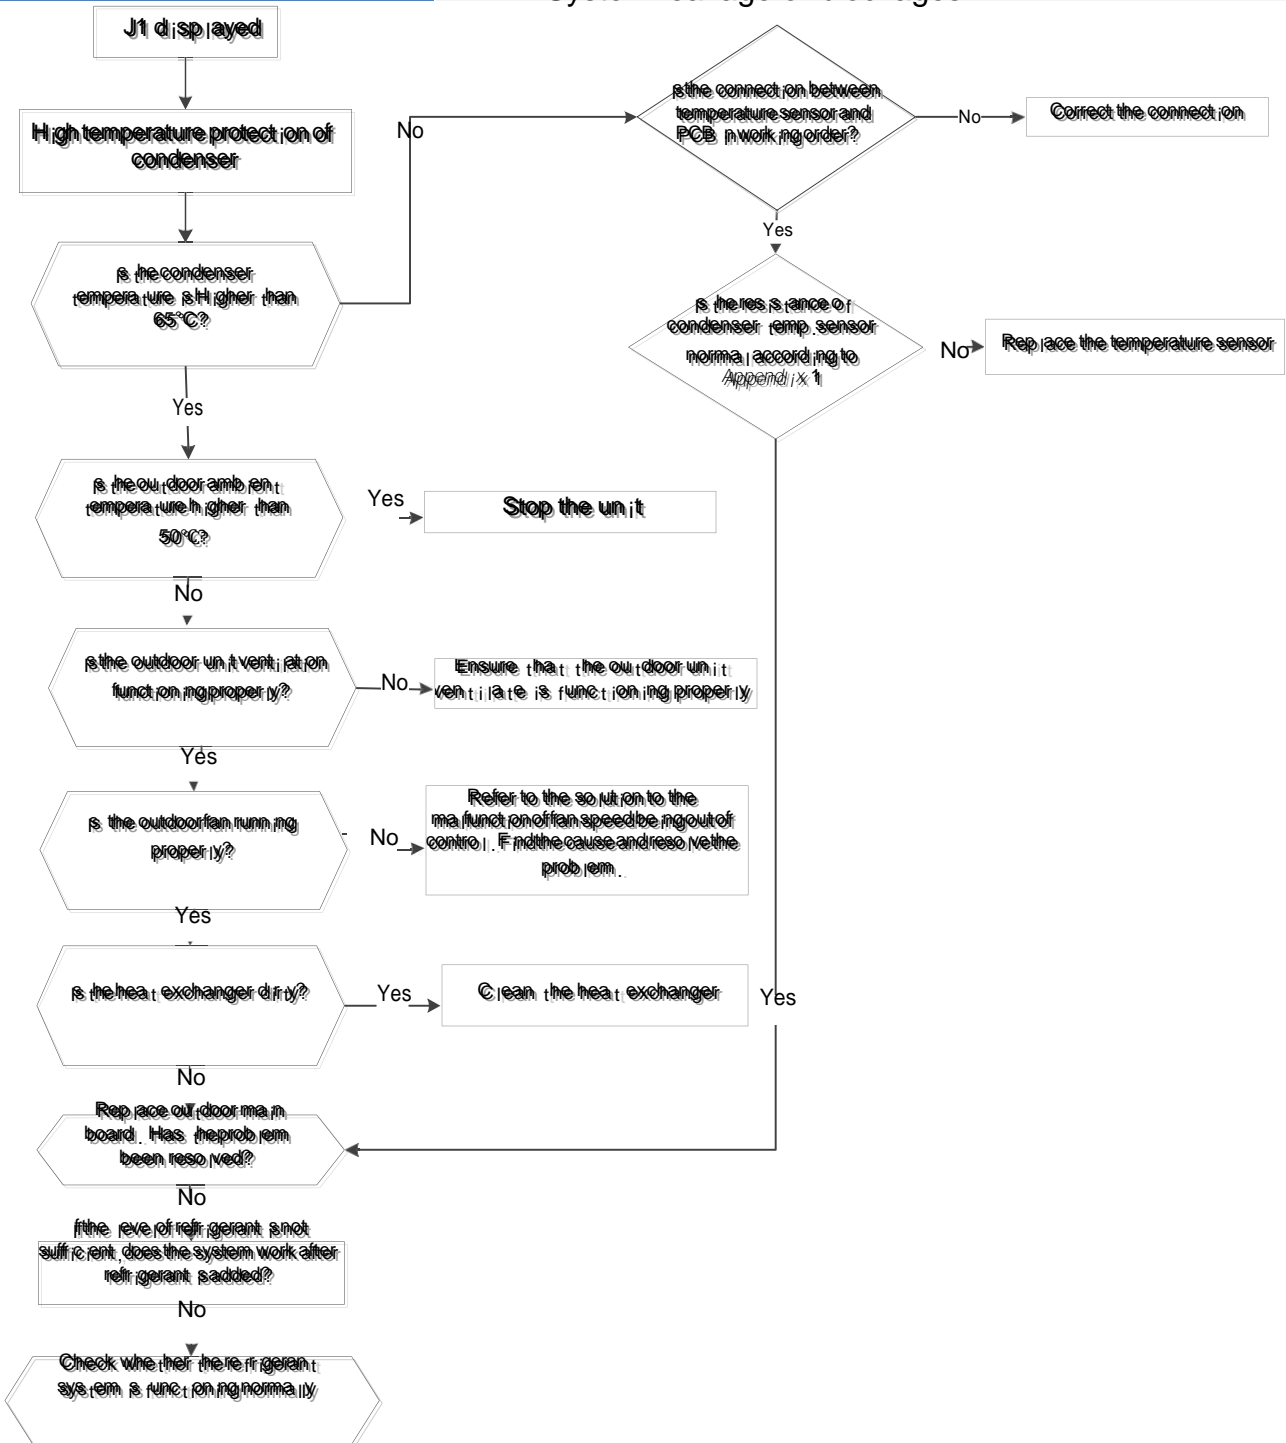 J1 displayed
High temperature protection of
condenser
No
Is the condenser
temperature is Higher than
65°C?
Yes
Is the outdoor ambient
temperature higher than
50°C?
Yes
Stop the unit
No
Is the outdoor unit ventilation
functioning properly?
No
Ensure that the outdoor unit
ventilate is functioning properly
Yes
Is the outdoor fan running
properly?
No
Refer to the solution to the
malfunction of fan speed being out of
control. Find the cause and resolve the
problem.
Yes
Is the heat exchanger dirty?
Yes
Clean the heat exchanger
No
Replace outdoor main
board. Has the problem
been resolved?
No
If the level of refrigerant is not
sufficient, does the system work after
refrigerant is added?
No
Check whether the refrigerant
system is functioning normally
Is the connection between
temperature sensor and
PCB in working order?
No
Correct the connection
Yes
Is the resistance of
condenser temp. sensor
normal according to
Appendix 1
No
Replace the temperature sensor
Yes